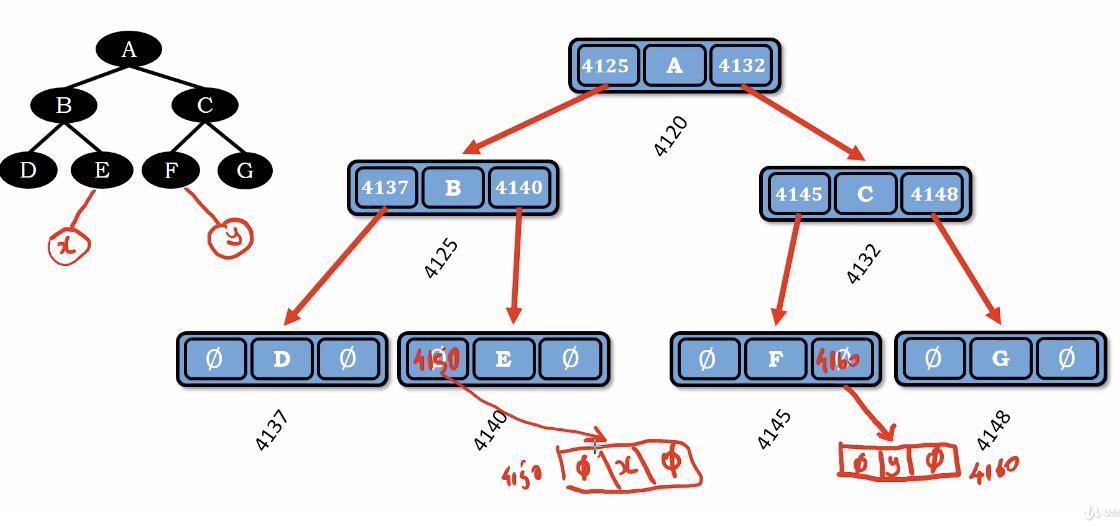 A
B C
D E F G
x y
4125 A 4132
4120
4137 B 4140
4125
4145 C 4148
4132
Ø D Ø
4137
4150 E Ø
4140
Ø F 4160
4145
Ø G Ø
4148
4150 Ø x Ø
Ø y Ø 4160